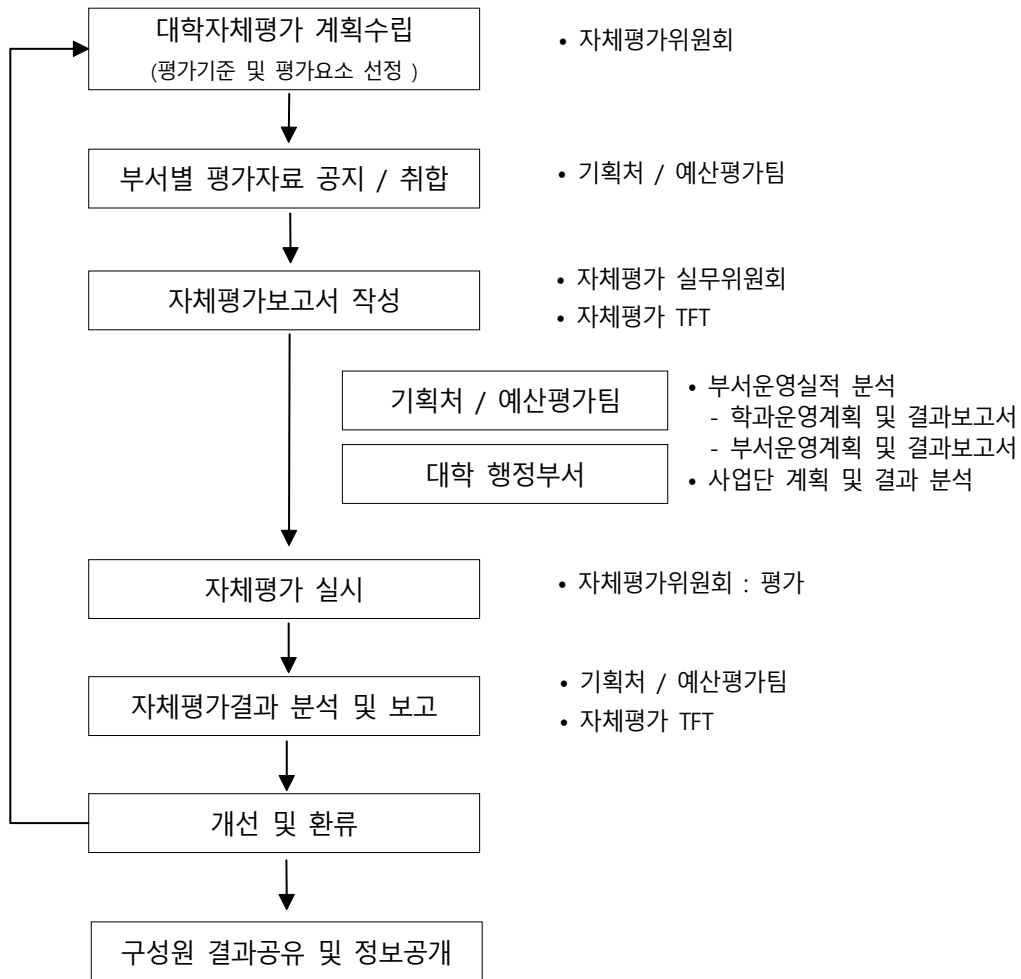 대학자체평가 계획수립
(평가기준 및 평가요소 선정 )
• 자체평가위원회
부서별 평가자료 공지 / 취합
• 기획처 / 예산평가팀
자체평가보고서 작성
• 자체평가 실무위원회
• 자체평가 TFT
기획처 / 예산평가팀
대학 행정부서
• 부서운영실적 분석
- 학과운영계획 및 결과보고서
- 부서운영계획 및 결과보고서
• 사업단 계획 및 결과 분석
자체평가 실시
• 자체평가위원회 : 평가
자체평가결과 분석 및 보고
• 기획처 / 예산평가팀
• 자체평가 TFT
개선 및 환류
구성원 결과공유 및 정보공개